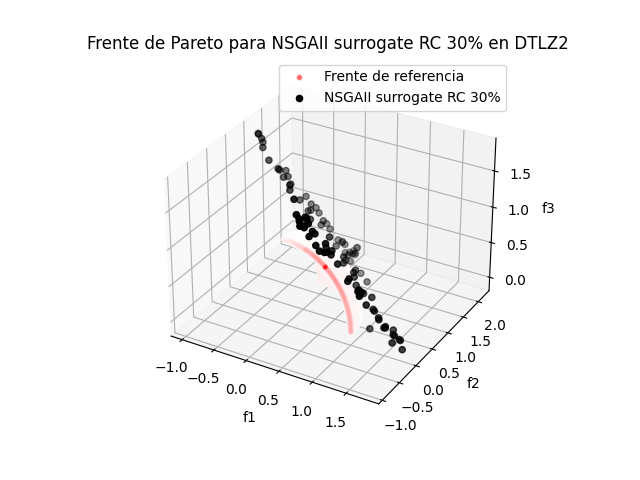 Frente de Pareto para NSGAII surrogate RC 30% en DTLZ2
Frente de referencia
NSGAII surrogate RC 30%
1.5
1.0
0.5
0.0
f3
2.0
1.5
1.0
0.5
0.0
−0.5
−1.0
f2
−1.0
−0.5
0.0
0.5
1.0
1.5
f1